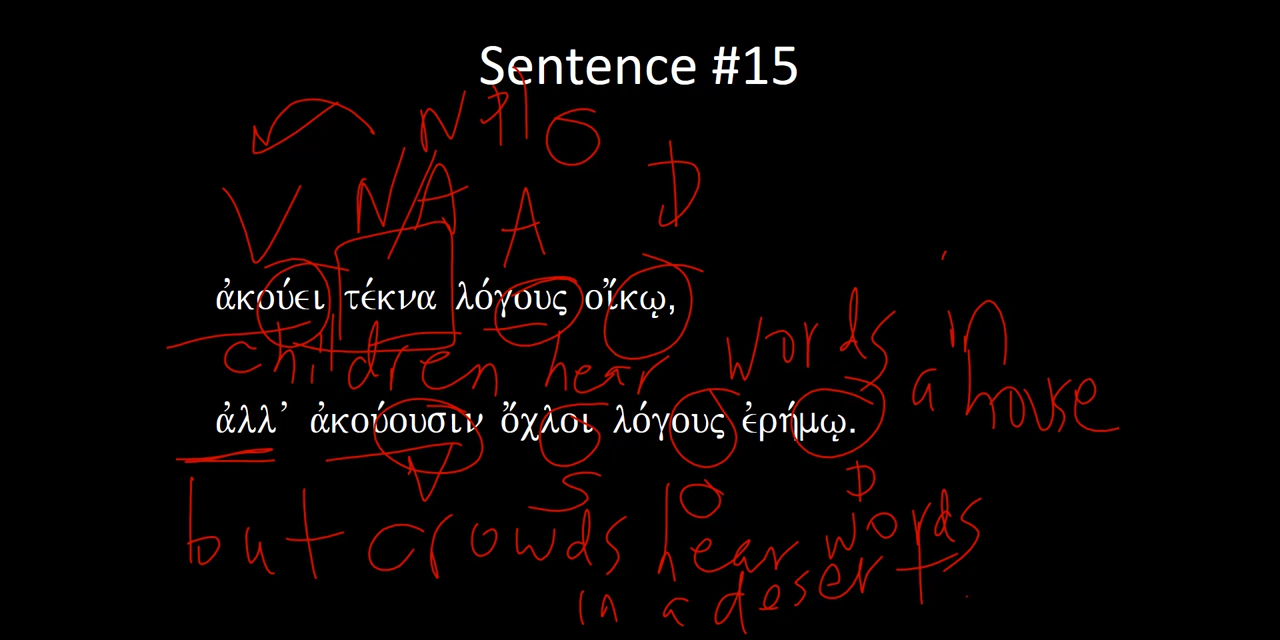 Sentence #15
N Pl O
V N/A A D
ἀκούει τέκνα λόγους οἴκῳ,
children hear words in
a house
ἀλλ’ ἀκούουσιν ὄχλοι λόγους ἐρήμῳ.
V S O D
but crowds hear words
in a desert